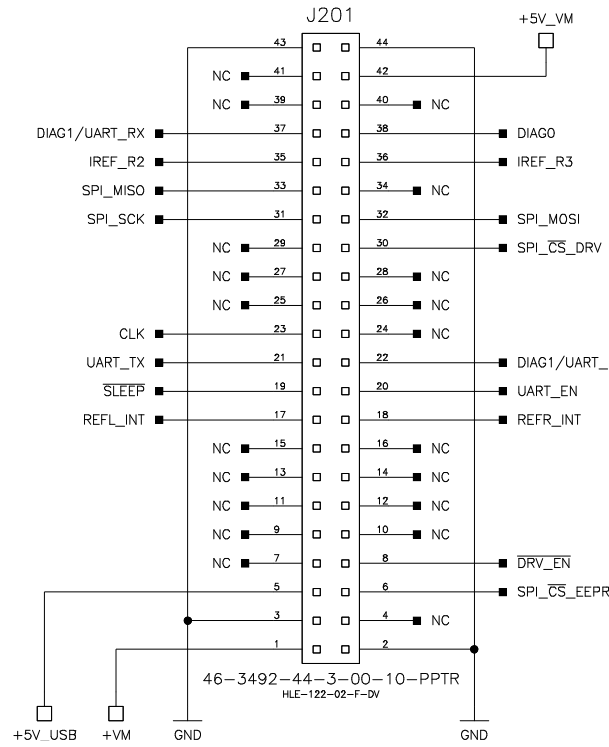 J201
+5V_VM
43 44
NC 41 42
NC 39 40 NC
DIAG1/UART_RX 37 38 DIAG0
IREF_R2 35 36 IREF_R3
SPI_MISO 33 34 NC
SPI_SCK 31 32 SPI_MOSI
NC 29 30 SPI_CS_DRV
NC 27 28 NC
NC 25 26 NC
CLK 23 24 NC
UART_TX 21 22 DIAG1/UART_
SLEEP 19 20 UART_EN
REFL_INT 17 18 REFR_INT
NC 15 16 NC
NC 13 14 NC
NC 11 12 NC
NC 9 10 NC
NC 7 8 DRV_EN
5 6 SPI_CS_EEPR
3 4 NC
1 2
46-3492-44-3-00-10-PPTR
HLE-122-02-F-DV
+5V_USB +VM GND GND